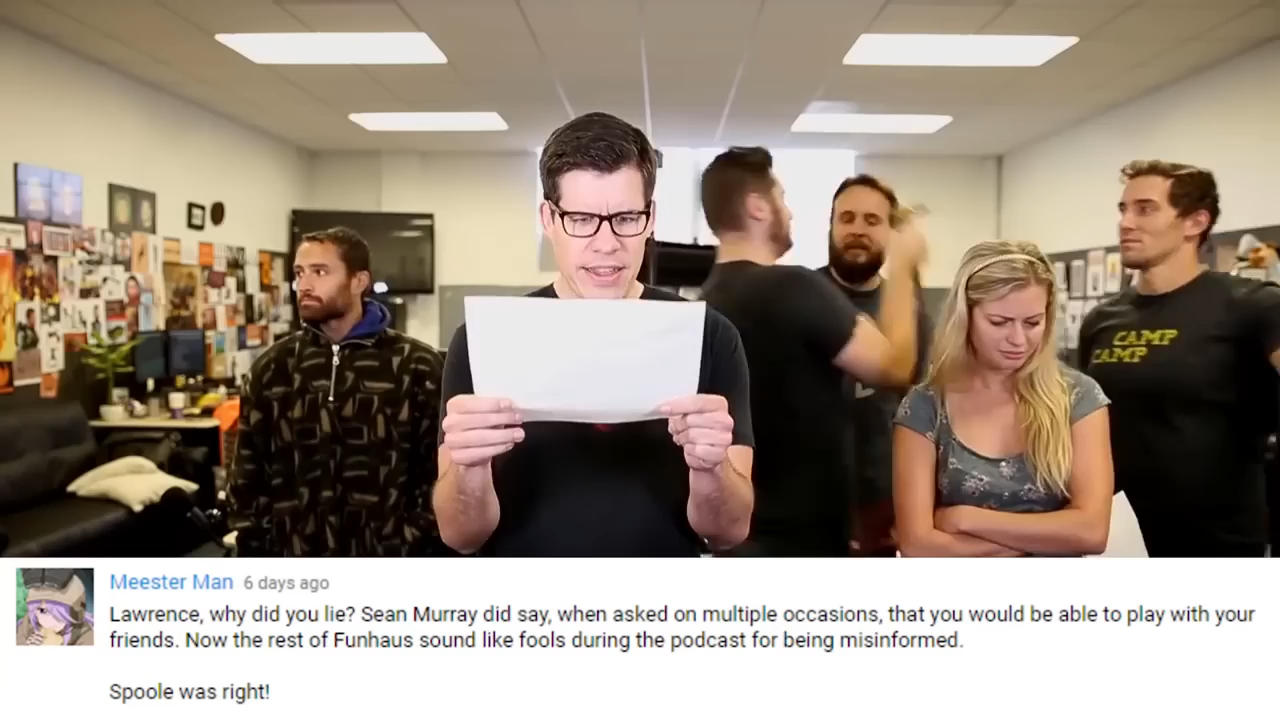 CAMP
CAMP
Meester Man 6 days ago
Lawrence, why did you lie? Sean Murray did say, when asked on multiple occasions, that you would be able to play with your
friends. Now the rest of Funhaus sound like fools during the podcast for being misinformed.
Spoole was right!